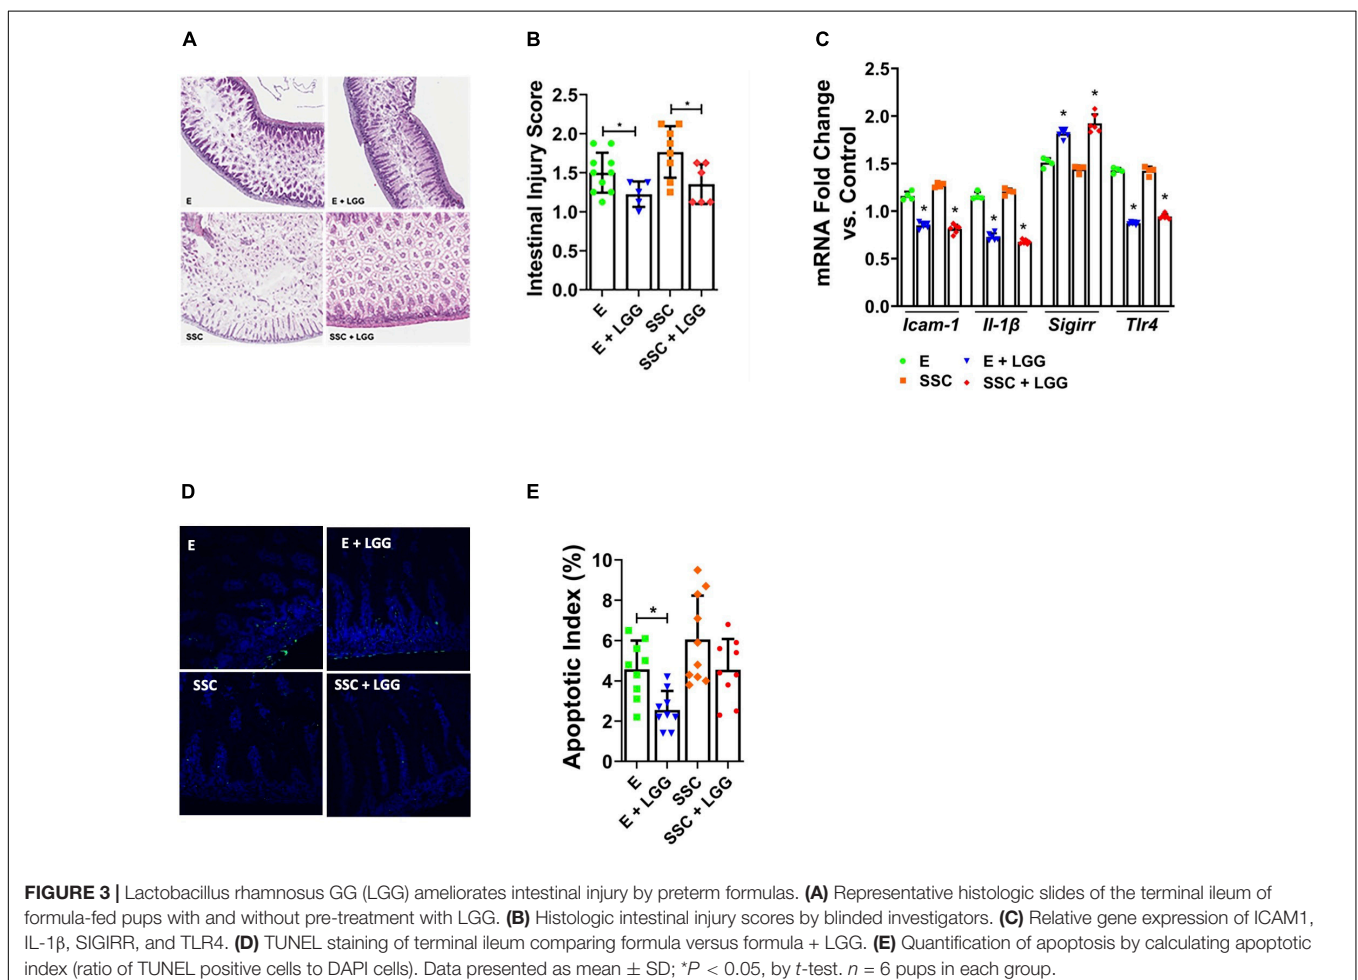 A
E
E + LGG
SSC
SSC + LGG
B
Intestinal Injury Score
2.5
2.0
1.5
1.0
0.5
0.0
*
*
E
E + LGG
SSC
SSC + LGG
C
mRNA Fold Change
vs. Control
2.5
2.0
1.5
1.0
0.5
0.0
* * * * * * * *
Icam-1 Il-1β Sigirr Tlr4
E E + LGG
SSC SSC + LGG
D
E
E + LGG
SSC
SSC + LGG
E
Apoptotic Index (%)
10
8
6
4
2
0
*
E
E + LGG
SSC
SSC + LGG
FIGURE 3 | Lactobacillus rhamnosus GG (LGG) ameliorates intestinal injury by preterm formulas. (A) Representative histologic slides of the terminal ileum of
formula-fed pups with and without pre-treatment with LGG. (B) Histologic intestinal injury scores by blinded investigators. (C) Relative gene expression of ICAM1,
IL-1β, SIGIRR, and TLR4. (D) TUNEL staining of terminal ileum comparing formula versus formula + LGG. (E) Quantification of apoptosis by calculating apoptotic
index (ratio of TUNEL positive cells to DAPI cells). Data presented as mean ± SD; *P < 0.05, by t-test. n = 6 pups in each group.